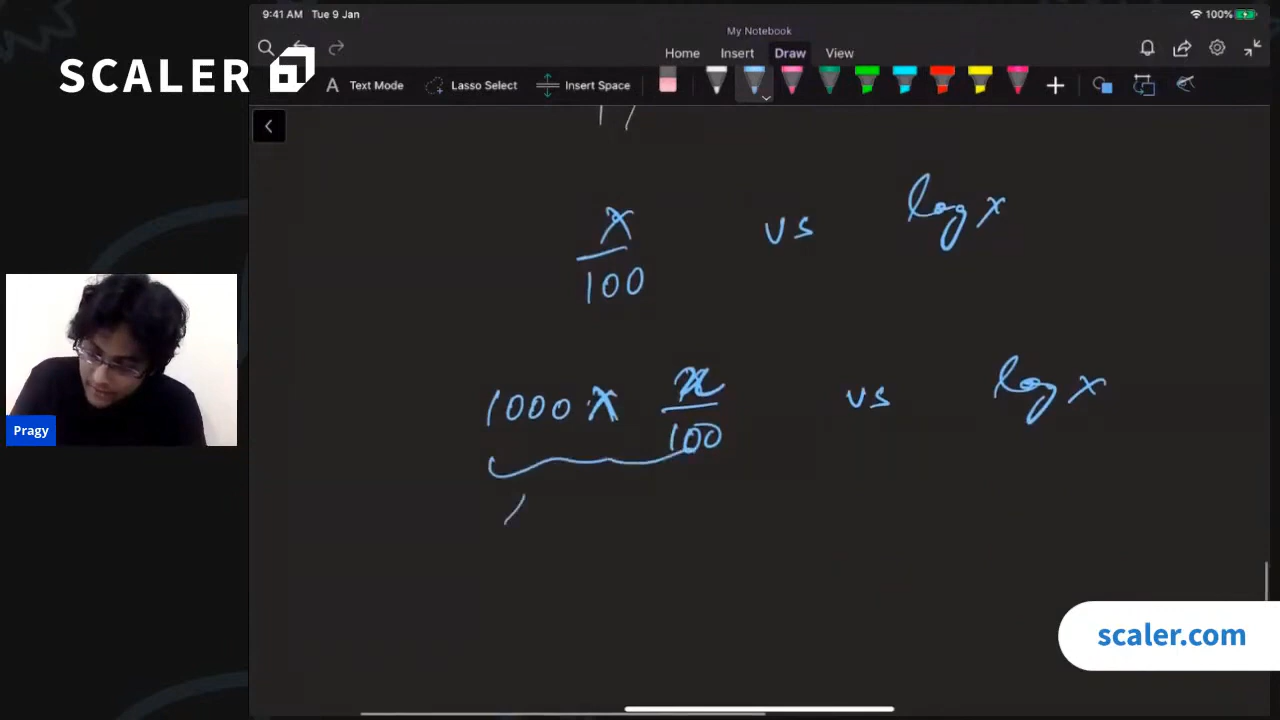 9:41 AM Tue 9 Jan
100%
My Notebook
SCALER
Home Insert Draw View
A Text Mode Lasso Select Insert Space
x/100 vs log x
1000 x x/100 vs log x
Pragy
scaler.com